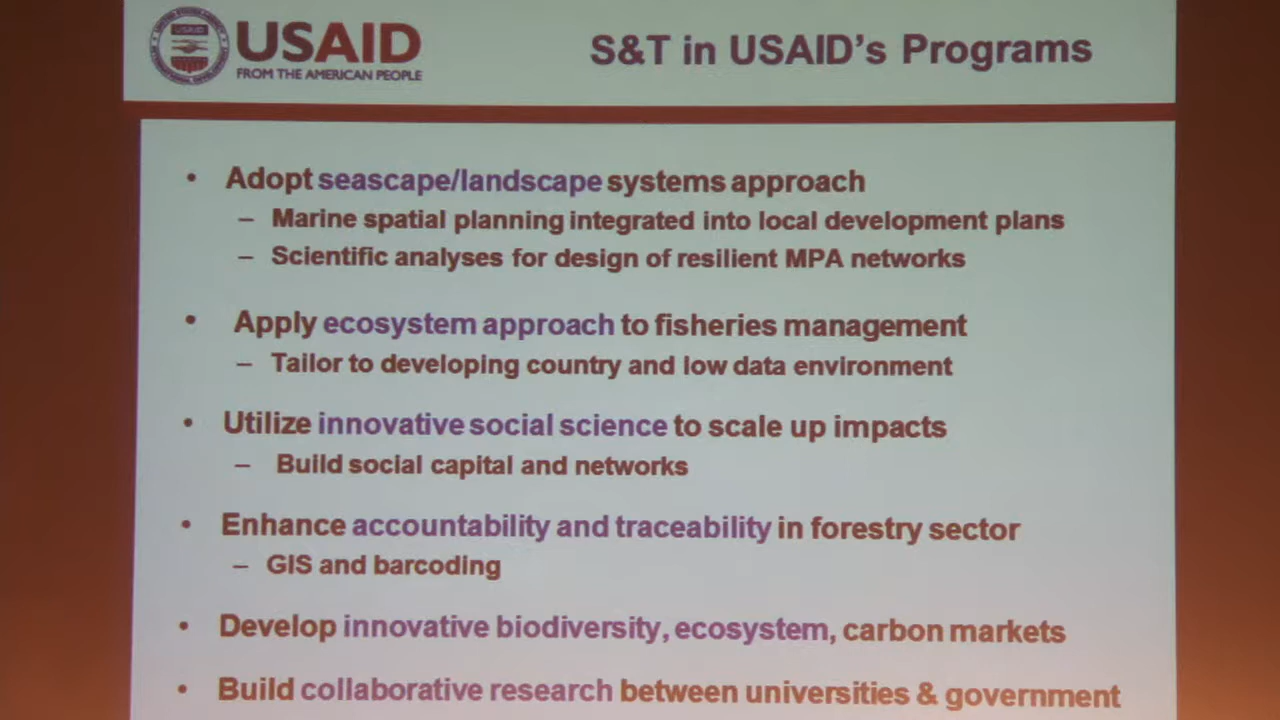 USAID
FROM THE AMERICAN PEOPLE
S&T in USAID's Programs
• Adopt seascape/landscape systems approach
– Marine spatial planning integrated into local development plans
– Scientific analyses for design of resilient MPA networks
• Apply ecosystem approach to fisheries management
– Tailor to developing country and low data environment
• Utilize innovative social science to scale up impacts
– Build social capital and networks
• Enhance accountability and traceability in forestry sector
– GIS and barcoding
• Develop innovative biodiversity, ecosystem, carbon markets
• Build collaborative research between universities & government